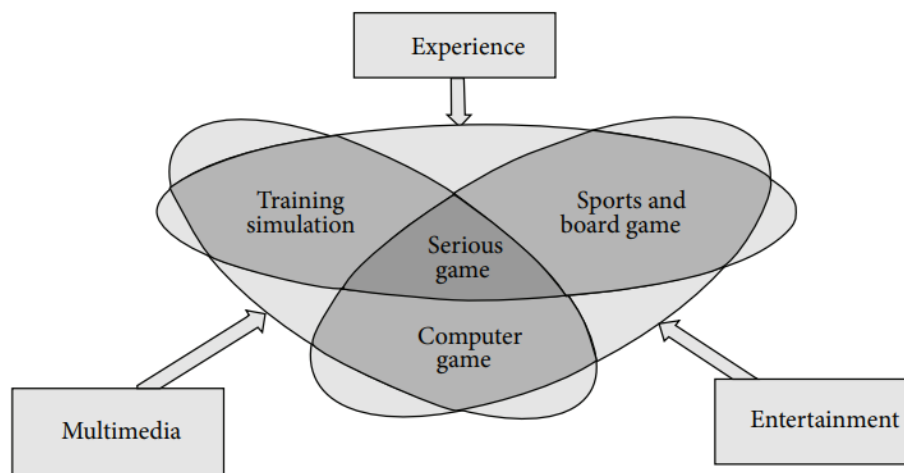 Experience
Training
simulation
Sports and
board game
Serious
game
Computer
game
Multimedia
Entertainment